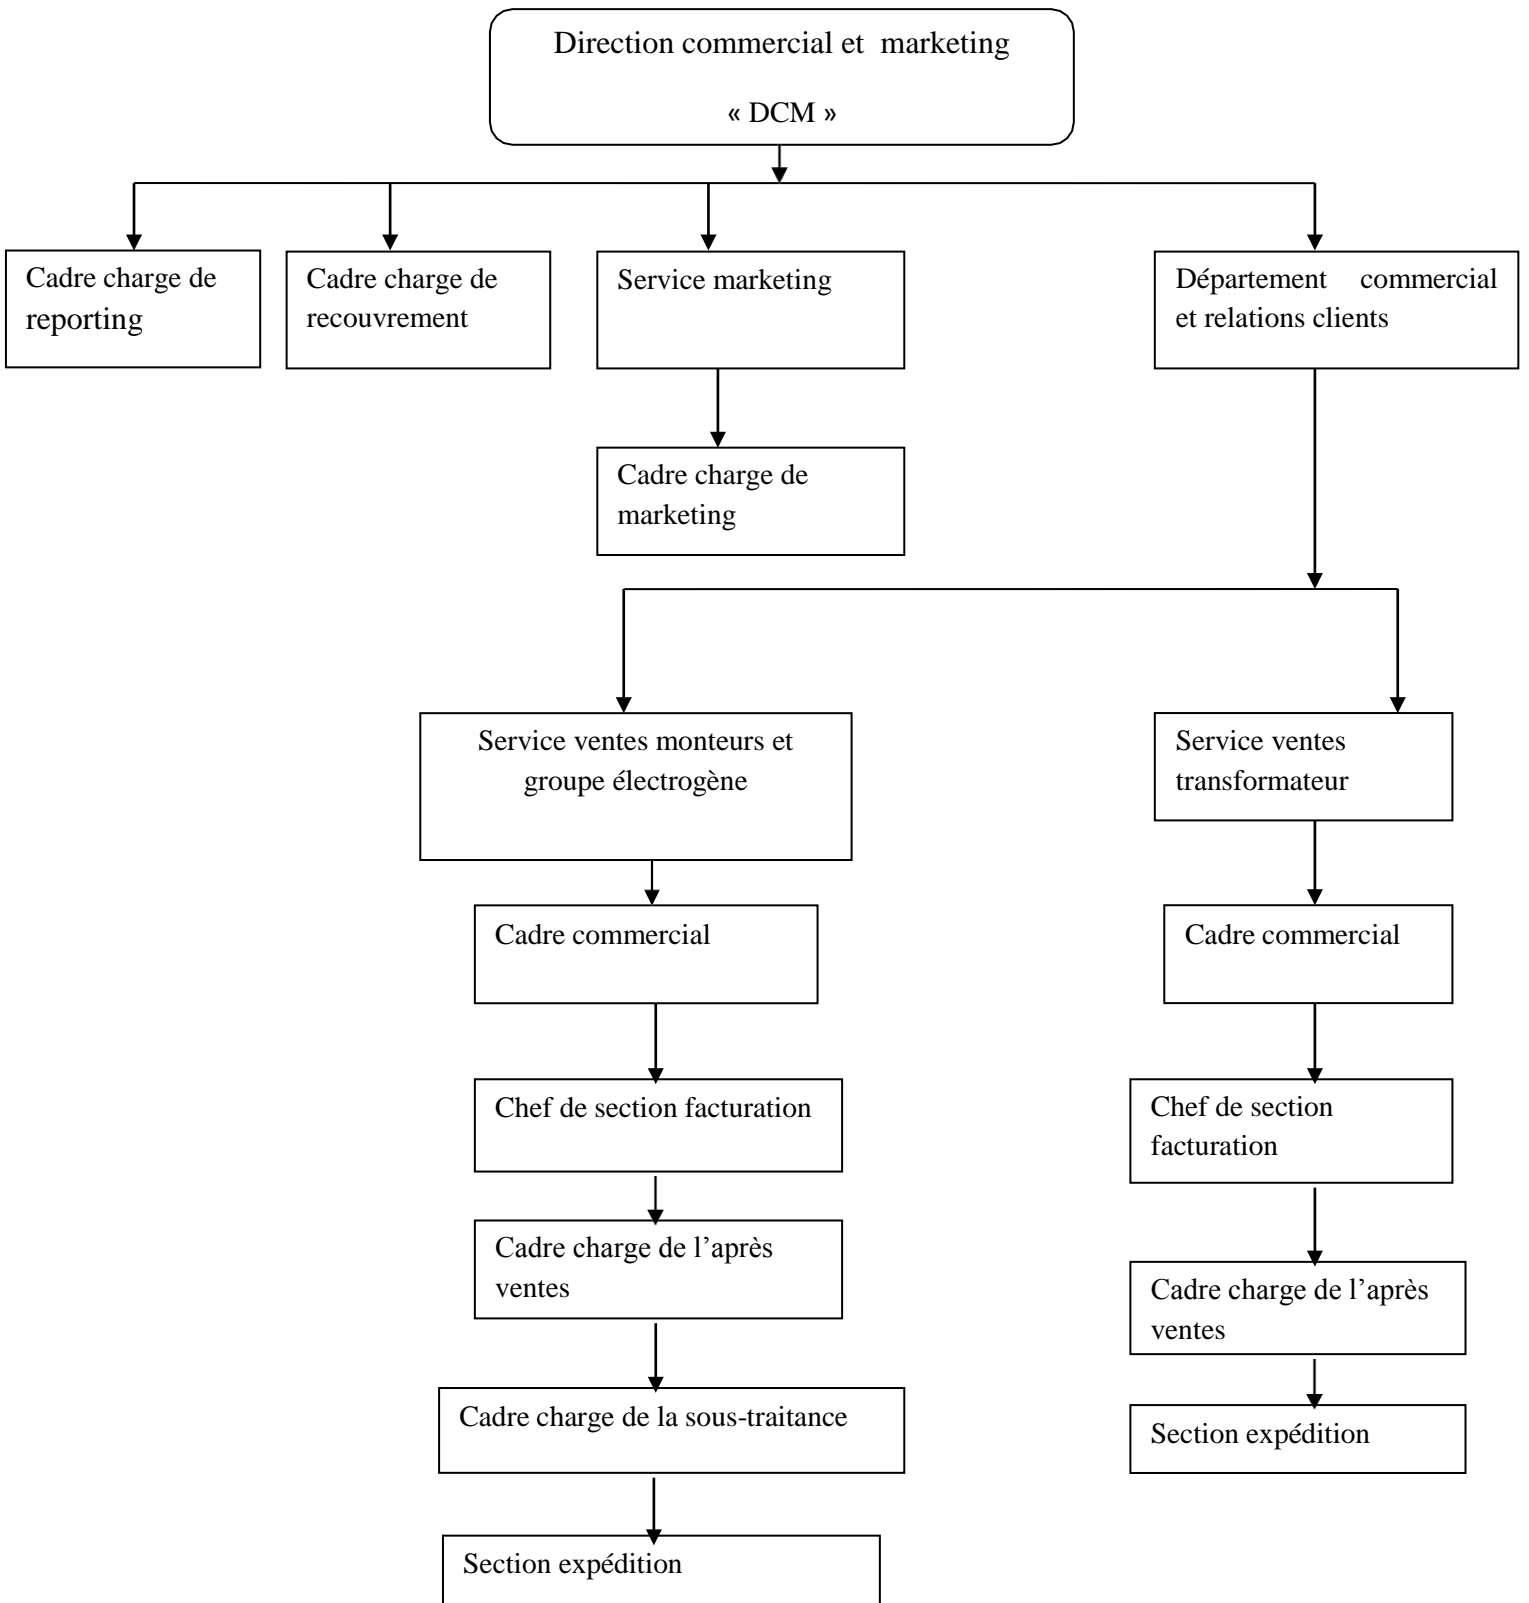 Direction commercial et marketing
« DCM »
Cadre charge de
reporting
Cadre charge de
recouvrement
Service marketing
Département commercial
et relations clients
Cadre charge de
marketing
Service ventes monteurs et
groupe électrogène
Service ventes
transformateur
Cadre commercial
Cadre commercial
Chef de section facturation
Chef de section
facturation
Cadre charge de l’après
ventes
Cadre charge de l’après
ventes
Cadre charge de la sous-traitance
Section expédition
Section expédition